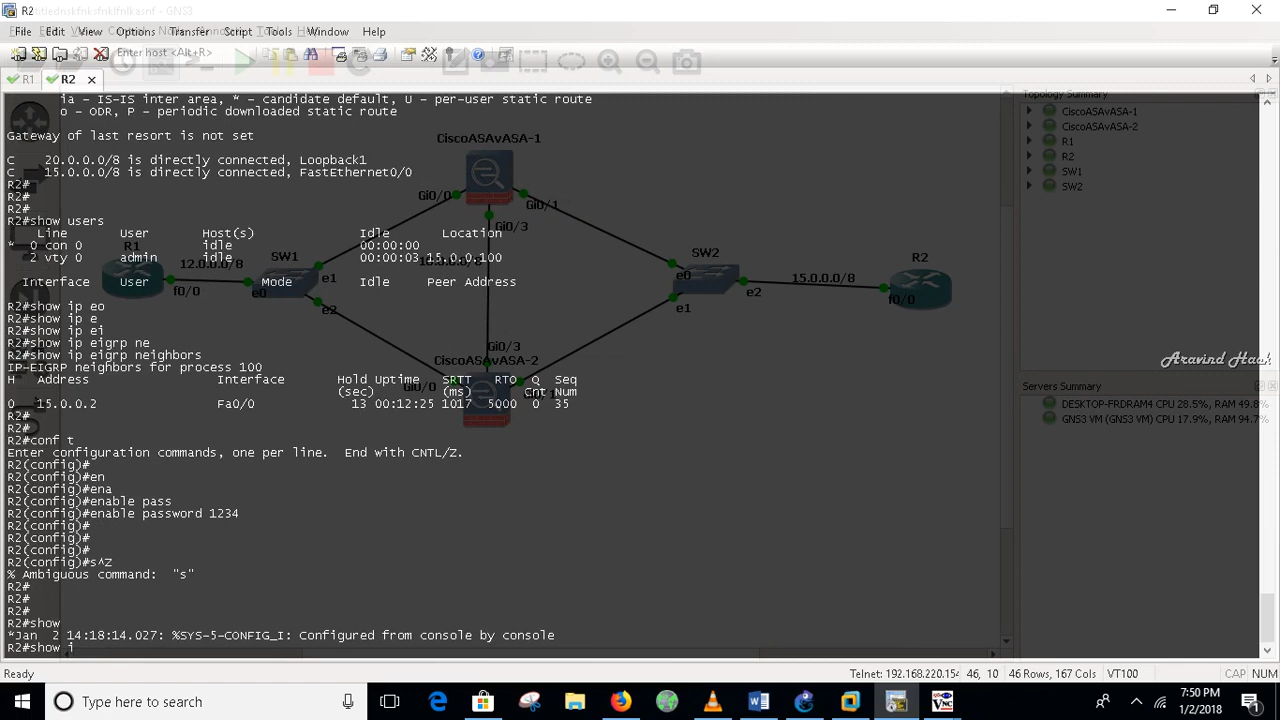 R2
titlednskfnksfnklfnlkasnf - GNS3
File Edit View Options Transfer Script Tools Window Help
Enter host <Alt+R>
R1
R2
ia - IS-IS inter area, * - candidate default, U - per-user static route
o - ODR, P - periodic downloaded static route
Gateway of last resort is not set
C 20.0.0.0/8 is directly connected, Loopback1
C 15.0.0.0/8 is directly connected, FastEthernet0/0
R2#
R2#
R2#
R2#show users
Line User Host(s) Idle Location
* 0 con 0 idle 00:00:00
2 vty 0 admin idle 00:00:03 15.0.0.100
Interface User Mode Idle Peer Address
R2#show ip eo
R2#show ip e
R2#show ip ei
R2#show ip eigrp ne
R2#show ip eigrp neighbors
IP-EIGRP neighbors for process 100
H Address Interface Hold Uptime SRTT RTO Q Seq
(sec) (ms) Cnt Num
0 15.0.0.2 Fa0/0 13 00:12:25 1017 5000 0 35
R2#
R2#
R2#conf t
Enter configuration commands, one per line. End with CNTL/Z.
R2(config)#
R2(config)#en
R2(config)#ena
R2(config)#enable pass
R2(config)#enable password 1234
R2(config)#
R2(config)#
R2(config)#
R2(config)#s^Z
% Ambiguous command: "s"
R2#
R2#
R2#
R2#show
*Jan 2 14:18:14.027: %SYS-5-CONFIG_I: Configured from console by console
R2#show i
CiscoASAvASA-1
Gi0/0
Gi0/1
Gi0/3
R1
12.0.0.0/8
f0/0
SW1
e0
e1
e2
SW2
e0
e1
e2
15.0.0.0/8
R2
f0/0
Gi0/3
CiscoASAvASA-2
Gi0/0
Topology Summary
CiscoASAvASA-1
CiscoASAvASA-2
R1
R2
SW1
SW2
Aravind Hack
Servers Summary
DESKTOP-FRDRAM4 CPU 28.5%, RAM 49.8%
GNS3 VM (GNS3 VM) CPU 17.9%, RAM 94.7%
Ready
Telnet: 192.168.220.154
46, 10
46 Rows, 167 Cols
VT100
CAP
Type here to search
7:50 PM
1/2/2018